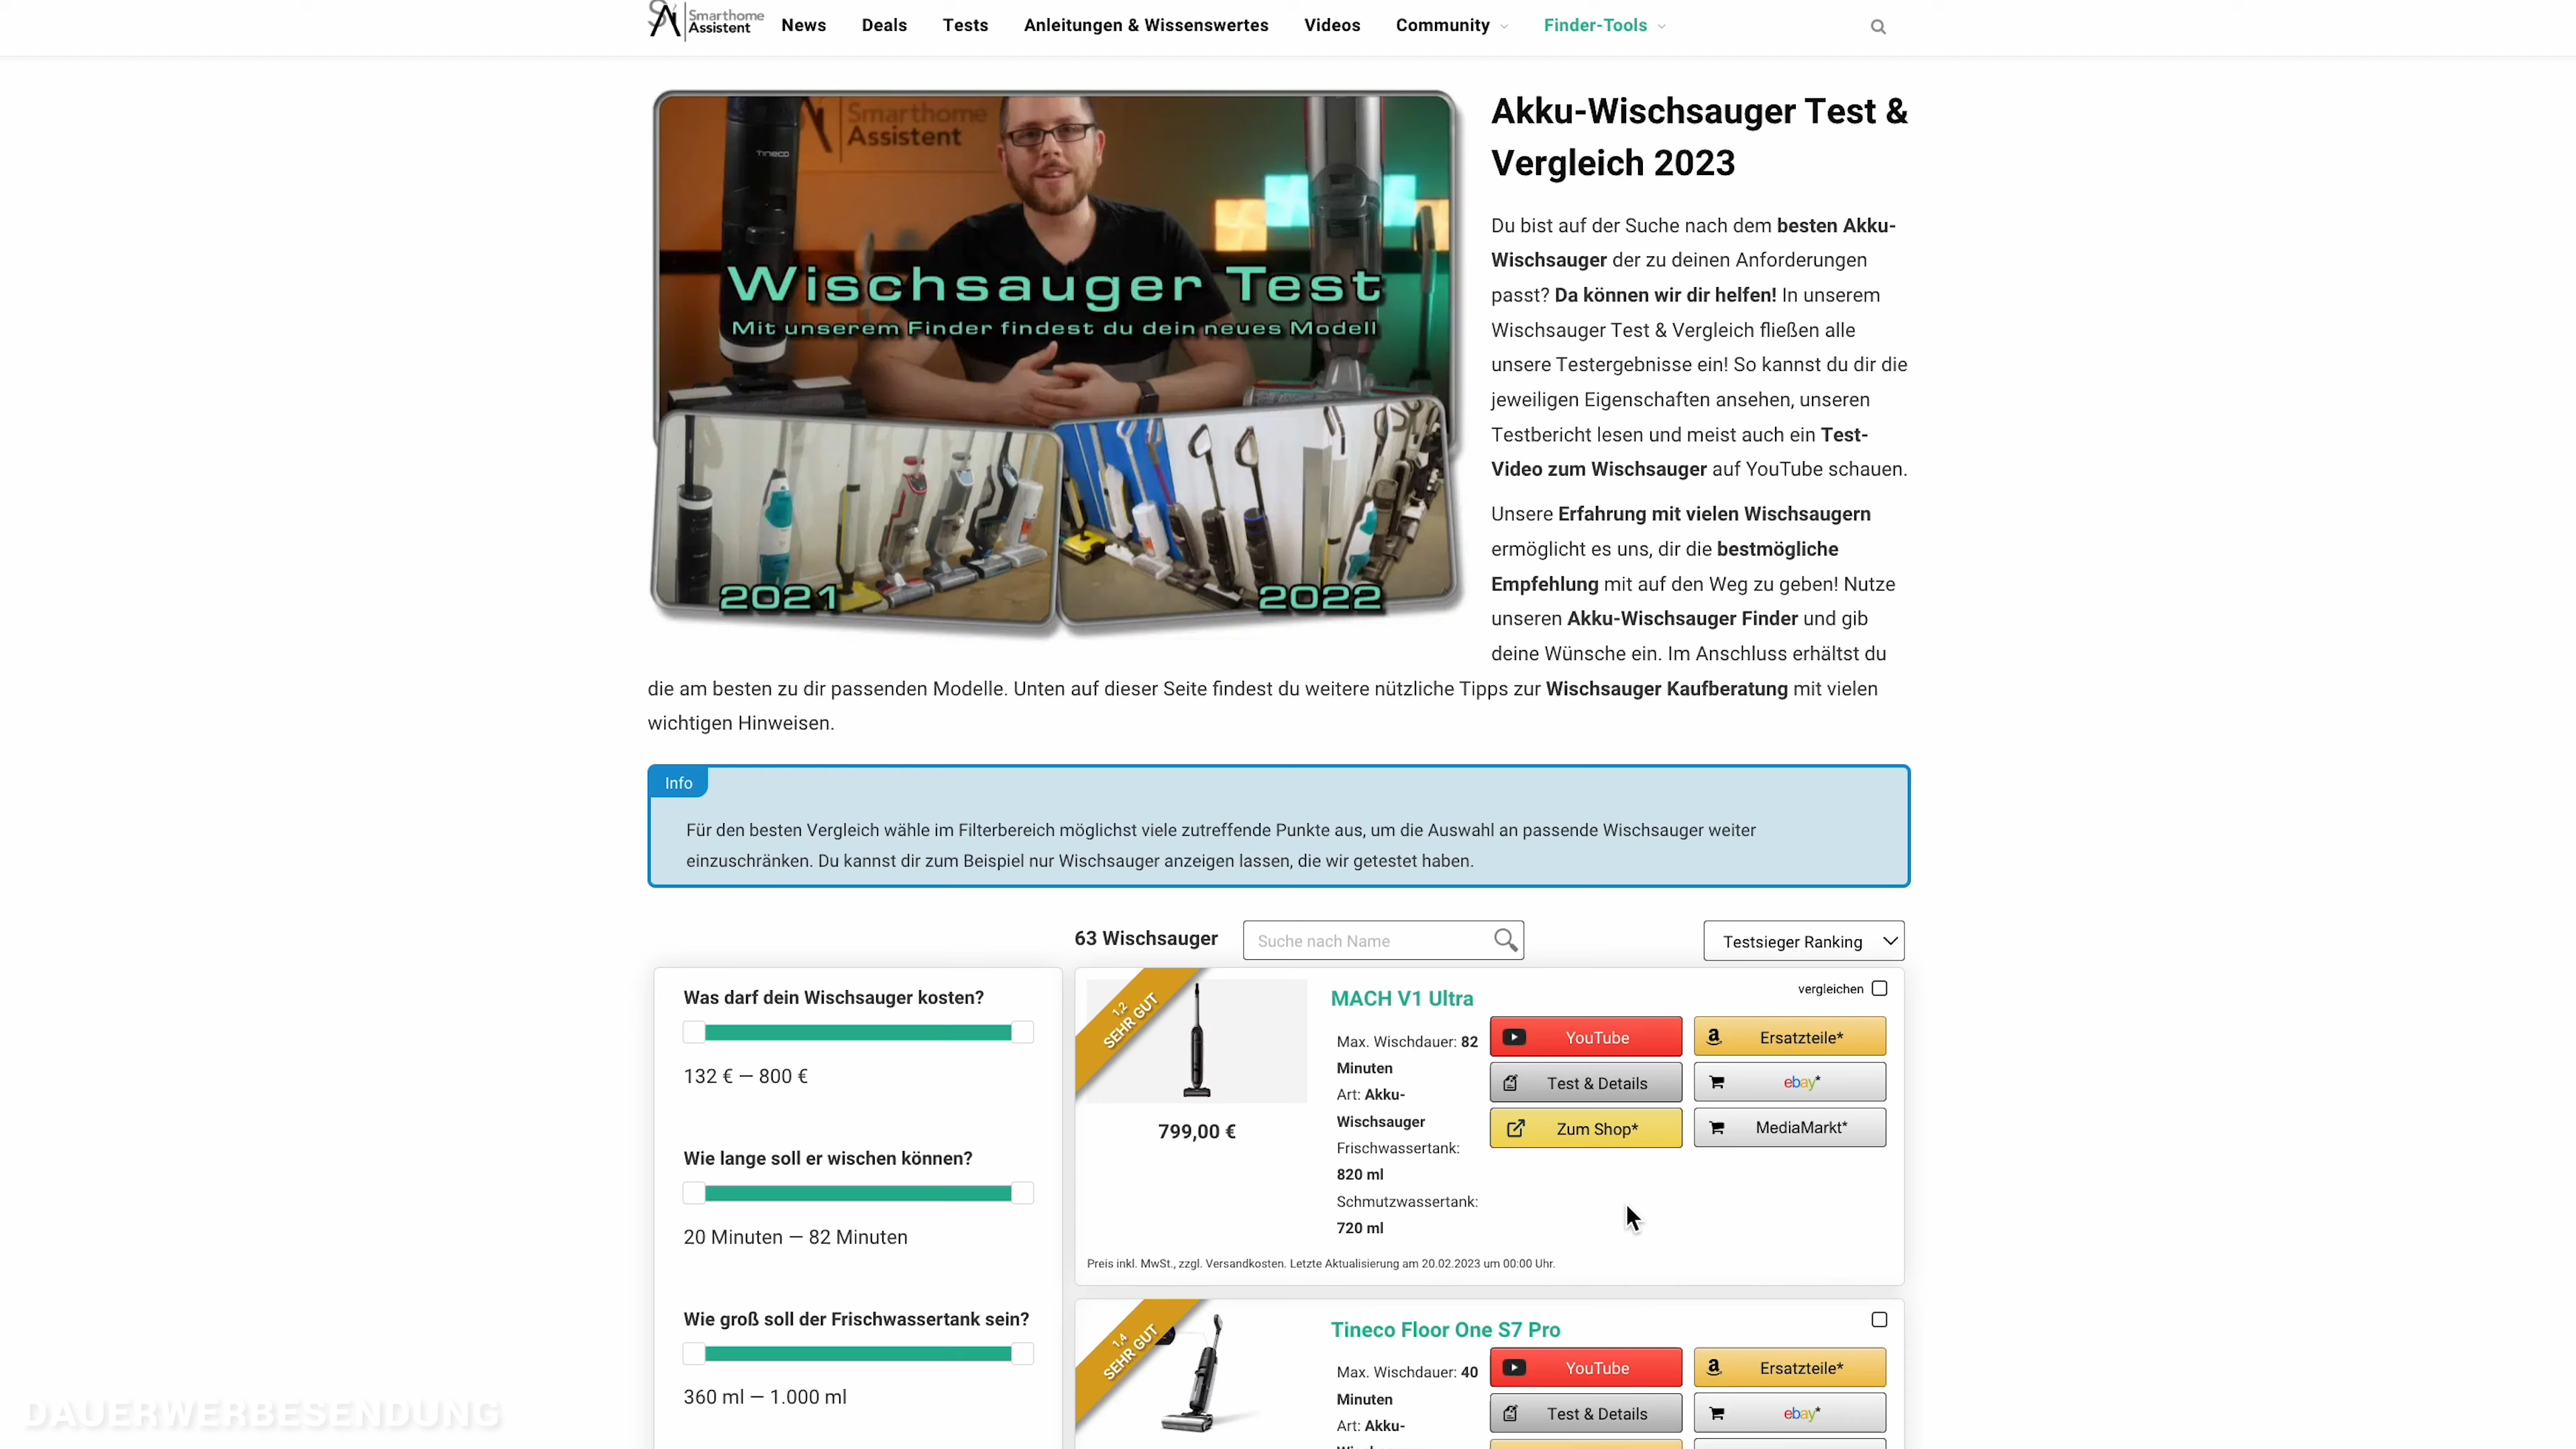 Smarthome
Assistent
News
Deals
Tests
Anleitungen & Wissenswertes
Videos
Community
Finder-Tools
Smarthome
Assistent
Tineco
Wischsauger Test
Mit unserem Finder findest du dein neues Modell
2021
2022
Akku-Wischsauger Test &
Vergleich 2023
Du bist auf der Suche nach dem besten Akku-
Wischsauger der zu deinen Anforderungen
passt? Da können wir dir helfen! In unserem
Wischsauger Test & Vergleich fließen alle
unsere Testergebnisse ein! So kannst du dir die
jeweiligen Eigenschaften ansehen, unseren
Testbericht lesen und meist auch ein Test-
Video zum Wischsauger auf YouTube schauen.
Unsere Erfahrung mit vielen Wischsaugern
ermöglicht es uns, dir die bestmögliche
Empfehlung mit auf den Weg zu geben! Nutze
unseren Akku-Wischsauger Finder und gib
deine Wünsche ein. Im Anschluss erhältst du
die am besten zu dir passenden Modelle. Unten auf dieser Seite findest du weitere nützliche Tipps zur Wischsauger Kaufberatung mit vielen
wichtigen Hinweisen.
Info
Für den besten Vergleich wähle im Filterbereich möglichst viele zutreffende Punkte aus, um die Auswahl an passende Wischsauger weiter
einzuschränken. Du kannst dir zum Beispiel nur Wischsauger anzeigen lassen, die wir getestet haben.
63 Wischsauger
Suche nach Name
Testsieger Ranking
Was darf dein Wischsauger kosten?
132 € — 800 €
Wie lange soll er wischen können?
20 Minuten — 82 Minuten
Wie groß soll der Frischwassertank sein?
360 ml — 1.000 ml
1,2
SEHR GUT
799,00 €
MACH V1 Ultra
vergleichen
Max. Wischdauer: 82
Minuten
Art: Akku-
Wischsauger
Frischwassertank:
820 ml
Schmutzwassertank:
720 ml
YouTube
Ersatzteile*
Test & Details
ebay*
Zum Shop*
MediaMarkt*
Preis inkl. MwSt., zzgl. Versandkosten. Letzte Aktualisierung am 20.02.2023 um 00:00 Uhr.
1,4
SEHR GUT
Tineco Floor One S7 Pro
Max. Wischdauer: 40
Minuten
Art: Akku-
YouTube
Ersatzteile*
Test & Details
ebay*
DAUERWERBESENDUNG